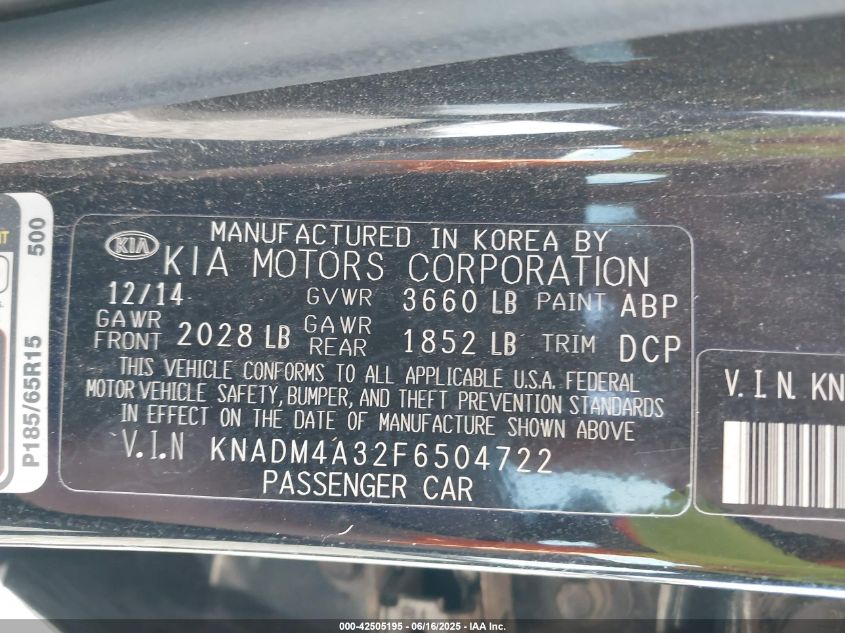 KIA
MANUFACTURED IN KOREA BY
KIA MOTORS CORPORATION
12/14 GVWR 3660 LB PAINT ABP
GAWR FRONT 2028 LB GAWR REAR 1852 LB TRIM DCP
THIS VEHICLE CONFORMS TO ALL APPLICABLE U.S.A. FEDERAL
MOTOR VEHICLE SAFETY, BUMPER, AND THEFT PREVENTION STANDARDS
IN EFFECT ON THE DATE OF MANUFACTURE SHOWN ABOVE
V.I.N KNADM4A32F6504722
PASSENGER CAR
P185/65R15 500
V.I.N. KN
000-42505195 - 06/16/2025 - IAA Inc.